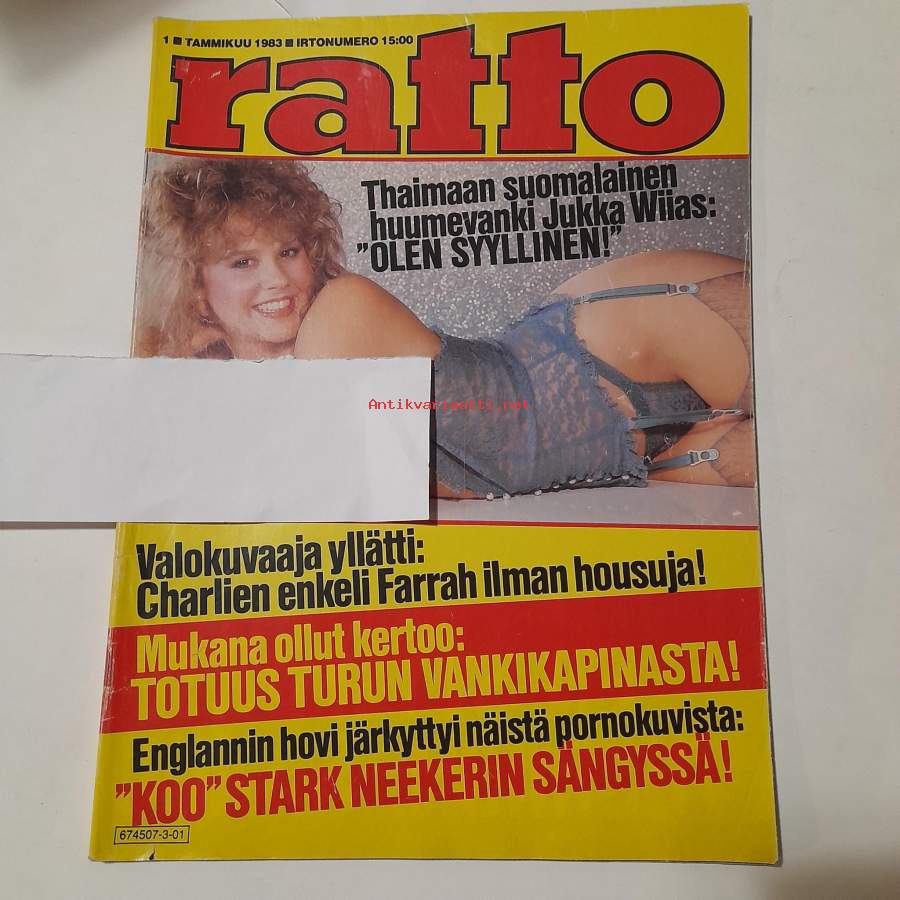 1 ■ TAMMIKUU 1983 ■ IRTONUMERO 15:00
ratto
Thaimaan suomalainen
huumevanki Jukka Wiias:
”OLEN SYYLLINEN!”
Antikvariaatti.net
Valokuvaaja yllätti:
Charlien enkeli Farrah ilman housuja!
Mukana ollut kertoo:
TOTUUS TURUN VANKIKAPINASTA!
Englannin hovi järkyttyi näistä pornokuvista:
”KOO” STARK NEEKERIN SÄNGYSSÄ!
674507-3-01